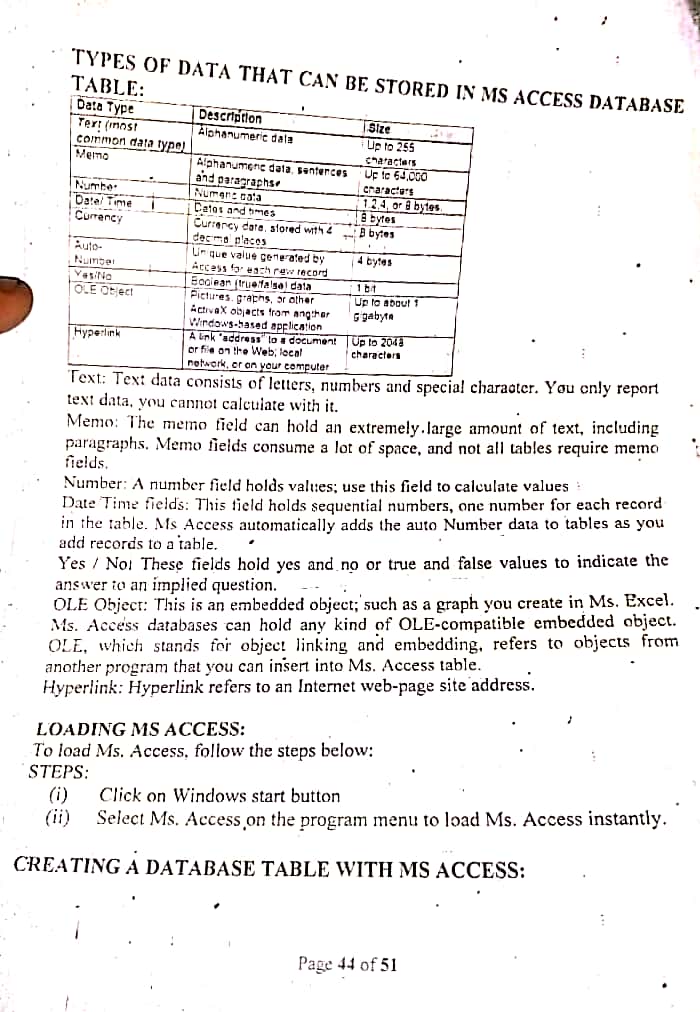 TYPES OF DATA THAT CAN BE STORED IN MS ACCESS DATABASE
TABLE:
Data Type Description Size
Text (most Alphanumeric data Up to 255
common data type) characters
Memo Alphanumeric data, sentences Up to 64,000
and paragraphs characters
Number Numeric data 1,2,4, or 8 bytes.
Date/ Time Dates and times 8 bytes
Currency Currency data, stored with 4 8 bytes
decimal places
Auto- Unique value generated by 4 bytes
Number Access for each new record
Yes/No Boolean (true/false) data 1 bit
OLE Object Pictures, graphs, or other Up to about 1
ActiveX objects from another gigabyte
Windows-based application
Hyperlink A link "address" to a document Up to 2048
or file on the Web, local characters
network, or on your computer
Text: Text data consists of letters, numbers and special character. You only report
text data, you cannot calculate with it.
Memo: The memo field can hold an extremely large amount of text, including
paragraphs. Memo fields consume a lot of space, and not all tables require memo
fields.
Number: A number field holds values; use this field to calculate values
Date Time fields: This field holds sequential numbers, one number for each record
in the table. Ms Access automatically adds the auto Number data to tables as you
add records to a table.
Yes / No: These fields hold yes and no or true and false values to indicate the
answer to an implied question.
OLE Object: This is an embedded object; such as a graph you create in Ms. Excel.
Ms. Access databases can hold any kind of OLE-compatible embedded object.
OLE, which stands for object linking and embedding, refers to objects from
another program that you can insert into Ms. Access table.
Hyperlink: Hyperlink refers to an Internet web-page site address.
LOADING MS ACCESS:
To load Ms. Access, follow the steps below:
STEPS:
(i) Click on Windows start button
(ii) Select Ms. Access on the program menu to load Ms. Access instantly.
CREATING A DATABASE TABLE WITH MS ACCESS:
Page 44 of 51